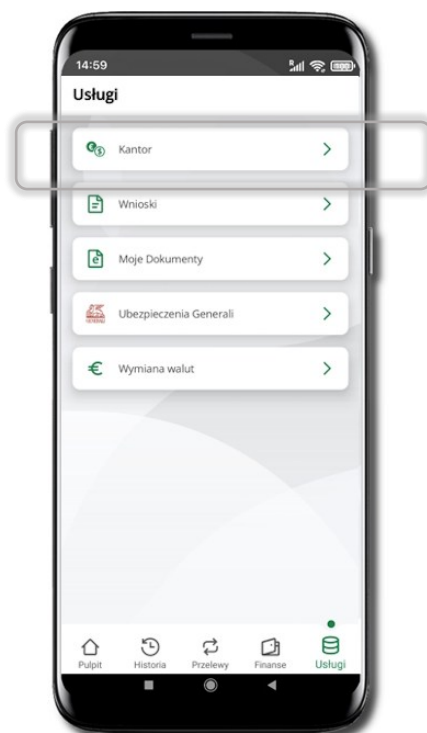 14:59
Usługi
Kantor
Wnioski
Moje Dokumenty
Ubezpieczenia Generali
Wymiana walut
Pulpit
Historia
Przelewy
Finanse
Usługi